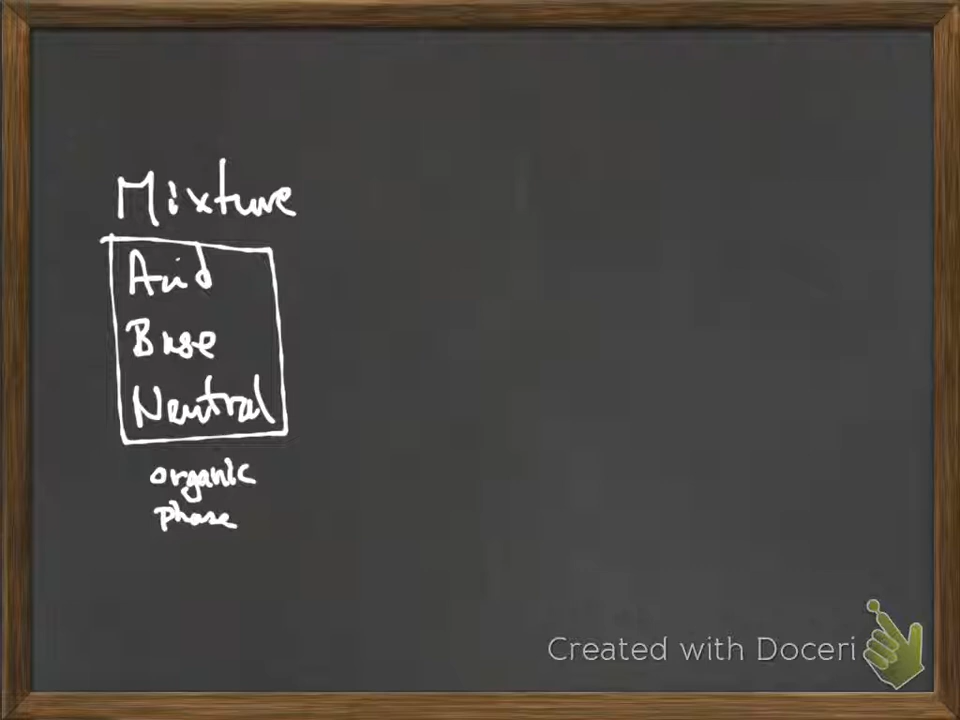 Mixture
Acid
Base
Neutral
organic
phase
Created with Doceri